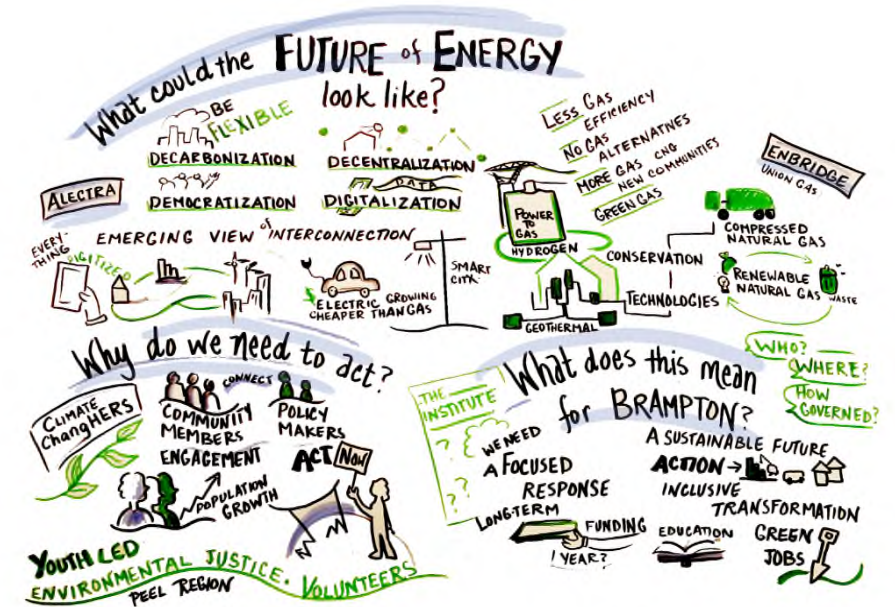 What could the FUTURE of ENERGY
look like?
BE
FLEXIBLE
DECARBONIZATION
DECENTRALIZATION
ALECTRA
DEMOCRATIZATION
DATA
DIGITALIZATION
EMERGING VIEW of INTERCONNECTION
EVERY-
THING
DIGITIZED
$ ELECTRIC GROWING
CHEAPER THAN GAS
SMART
CITY
LESS GAS
EFFICIENCY
NO GAS
ALTERNATIVES
MORE GAS CNG
NEW COMMUNITIES
GREEN GAS
POWER
TO
GAS
HYDROGEN
CONSERVATION
TECHNOLOGIES
GEOTHERMAL
ENBRIDGE
UNION GAS
COMPRESSED
NATURAL GAS
RENEWABLE
NATURAL GAS
WASTE
Why do we need to act?
CLIMATE
ChangHERS
CONNECT
COMMUNITY
MEMBERS
POLICY
MAKERS
ENGAGEMENT
ACT NOW
POPULATION
GROWTH
YOUTH LED
ENVIRONMENTAL JUSTICE. VOLUNTEERS
PEEL REGION
What does this mean
for BRAMPTON?
WHO?
WHERE?
HOW
GOVERNED?
THE
INSTITUTE
?
?
? ?
WE NEED
A FOCUSED
RESPONSE
LONG-TERM
FUNDING
1 YEAR?
A SUSTAINABLE FUTURE
ACTION →
INCLUSIVE
TRANSFORMATION
EDUCATION
GREEN
JOBS